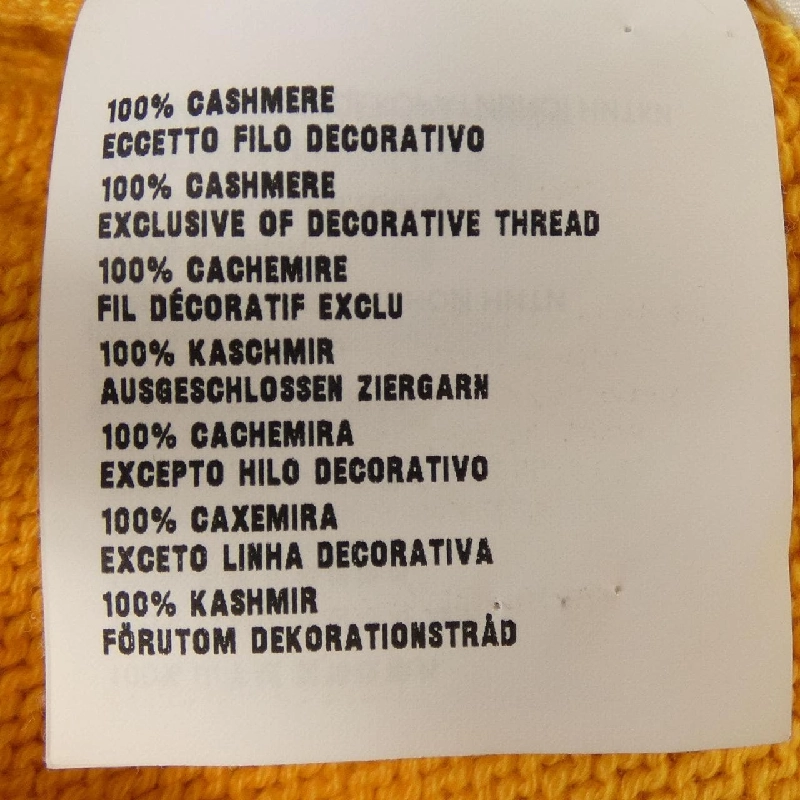 100% CASHMERE
ECCETTO FILO DECORATIVO
100% CASHMERE
EXCLUSIVE OF DECORATIVE THREAD
100% CACHEMIRE
FIL DÉCORATIF EXCLU
100% KASCHMIR
AUSGESCHLOSSEN ZIERGARN
100% CACHEMIRA
EXCEPTO HILO DECORATIVO
100% CAXEMIRA
EXCETO LINHA DECORATIVA
100% KASHMIR
FÖRUTOM DEKORATIONSTRÅD